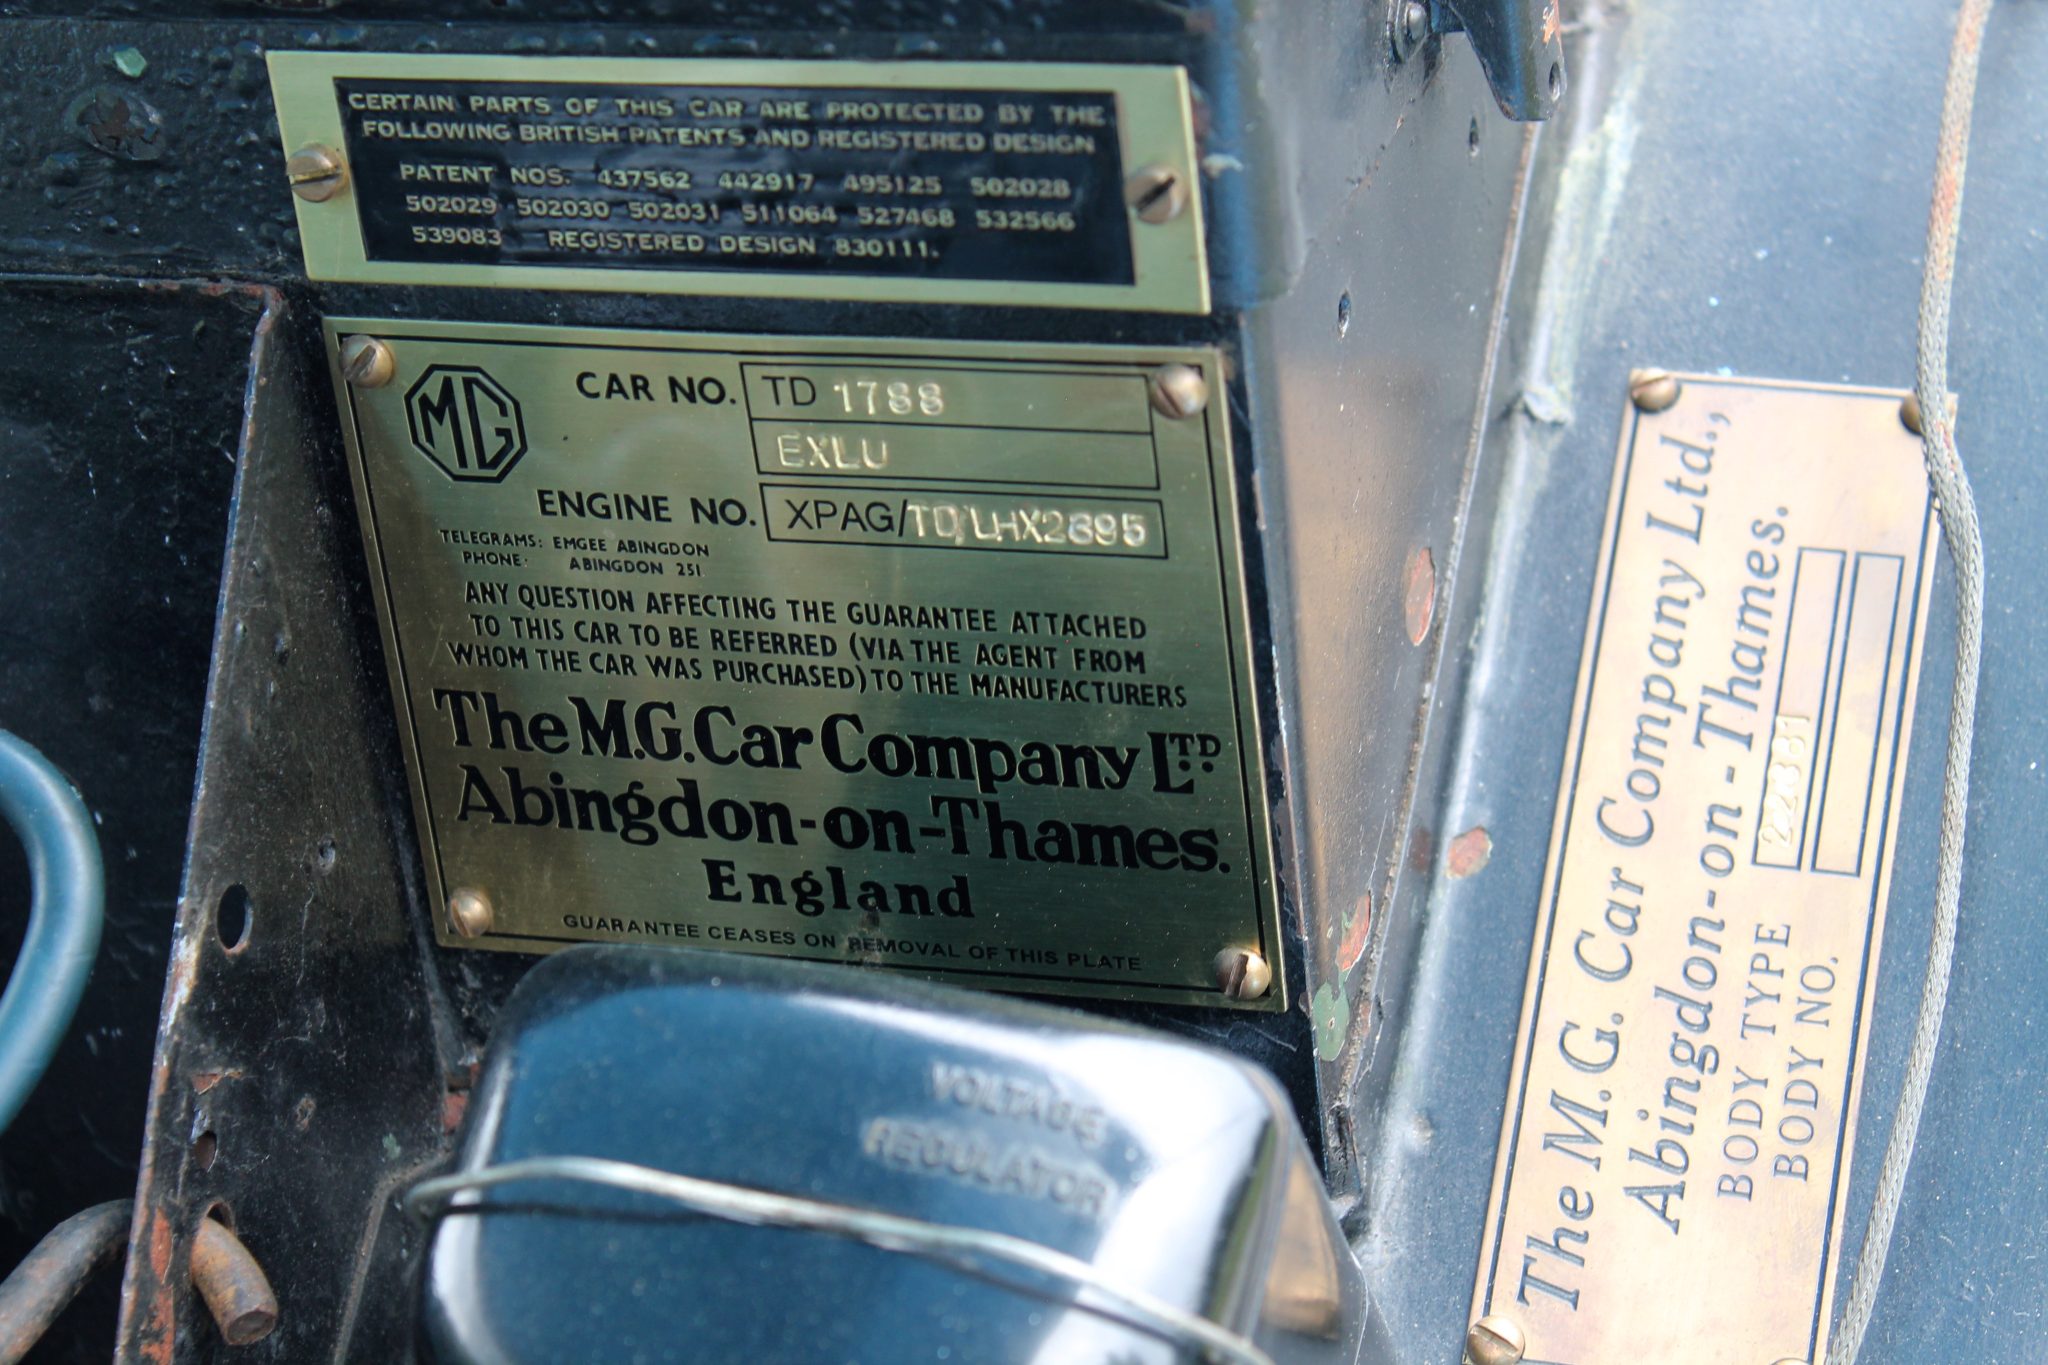 CERTAIN PARTS OF THIS CAR ARE PROTECTED BY THE
FOLLOWING BRITISH PATENTS AND REGISTERED DESIGN
PATENT NOS. 437562 442917 495125 502028
502029 502030 502031 511064 527468 532566
539083 REGISTERED DESIGN 830111.
MG
CAR NO. TD 1788
EXLU
ENGINE NO. XPAG/TD/LHX2695
TELEGRAMS: EMGEE ABINGDON
PHONE: ABINGDON 251
ANY QUESTION AFFECTING THE GUARANTEE ATTACHED
TO THIS CAR TO BE REFERRED (VIA THE AGENT FROM
WHOM THE CAR WAS PURCHASED) TO THE MANUFACTURERS
The M.G. Car Company LTD
Abingdon-on-Thames.
England
GUARANTEE CEASES ON REMOVAL OF THIS PLATE
VOLTAGE
REGULATOR
The M.G. Car Company Ltd.,
Abingdon-on-Thames.
BODY TYPE
BODY NO.